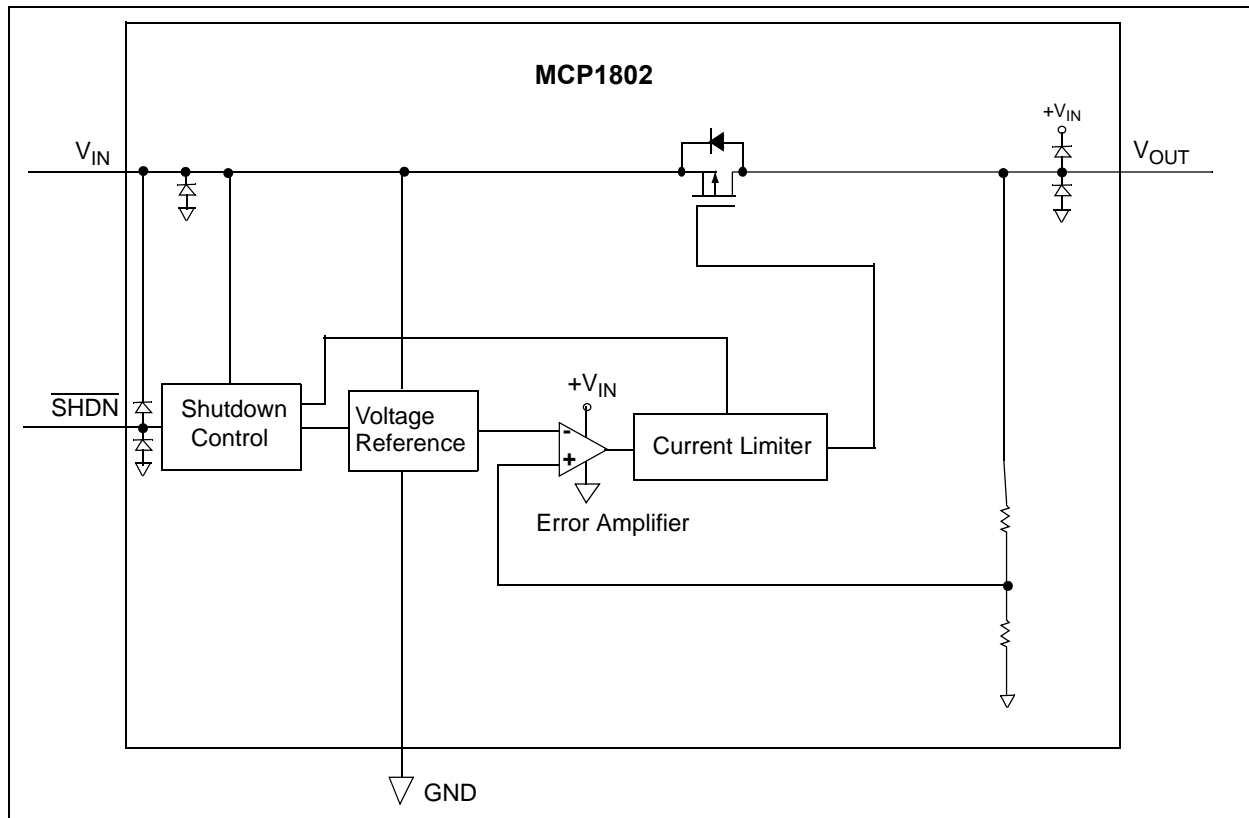 MCP1802
+VIN
VIN
VOUT
SHDN
Shutdown
Control
Voltage
Reference
+VIN
-
+
Current Limiter
Error Amplifier
GND